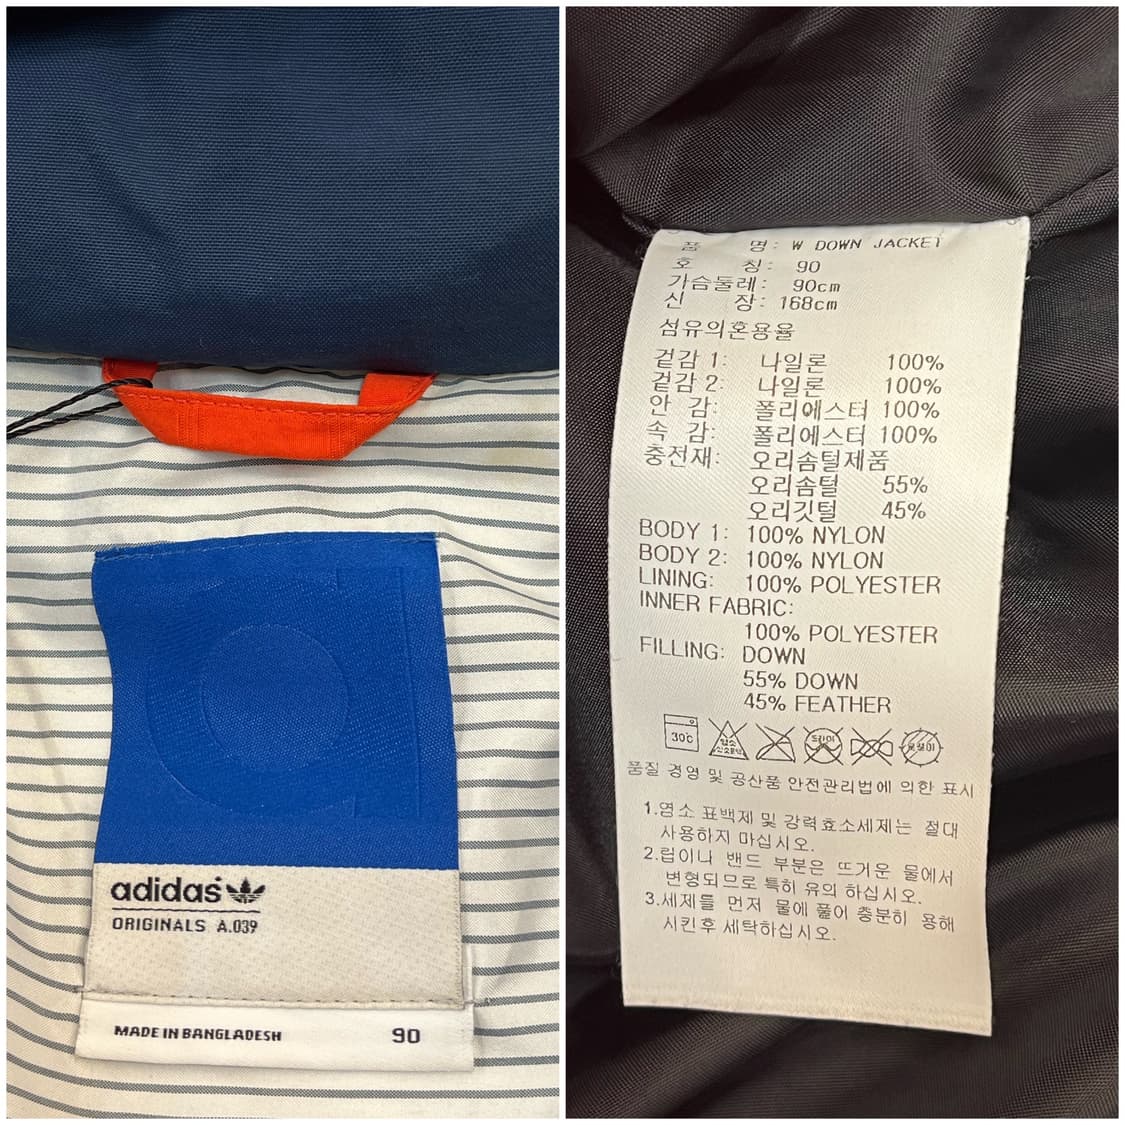 adidas
ORIGINALS A.039
MADE IN BANGLADESH 90
품 명: W DOWN JACKET
호 칭: 90
가슴둘레: 90cm
신 장: 168cm
섬유의혼용율
겉감 1: 나일론 100%
겉감 2: 나일론 100%
안 감: 폴리에스터 100%
속 감: 폴리에스터 100%
충전재: 오리솜털제품
오리솜털 55%
오리깃털 45%
BODY 1: 100% NYLON
BODY 2: 100% NYLON
LINING: 100% POLYESTER
INNER FABRIC:
100% POLYESTER
FILLING: DOWN
55% DOWN
45% FEATHER
30℃
품질 경영 및 공산품 안전관리법에 의한 표시
1.염소 표백제 및 강력효소세제는 절대
사용하지 마십시오.
2.립이나 밴드 부분은 뜨거운 물에서
변형되므로 특히 유의 하십시오.
3.세제를 먼저 물에 풀어 충분히 용해
시킨후 세탁하십시오.